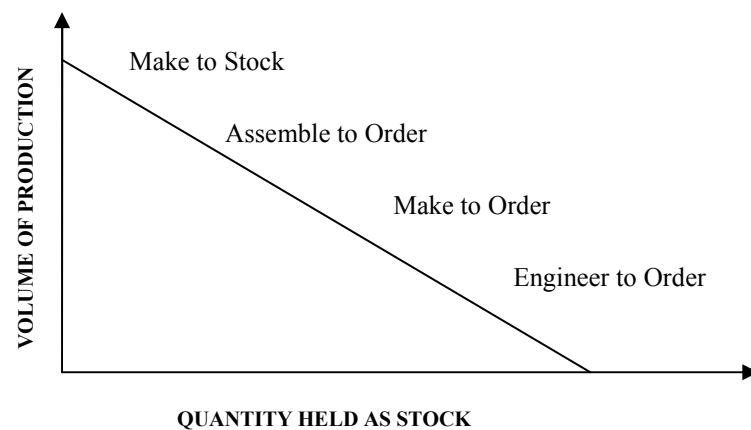 Make to Stock
Assemble to Order
Make to Order
Engineer to Order
VOLUME OF PRODUCTION
QUANTITY HELD AS STOCK